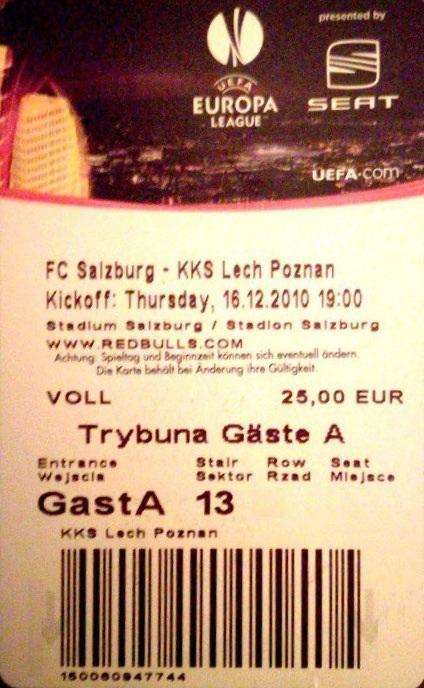 presented by
UEFA
EUROPA
LEAGUE
SEAT
UEFA.com
FC Salzburg - KKS Lech Poznan
Kickoff: Thursday, 16.12.2010 19:00
Stadium Salzburg / Stadion Salzburg
WWW.REDBULLS.COM
Achtung: Spieltag und Beginnzeit können sich eventuell ändern.
Die Karte behält bei Änderung ihre Gültigkeit.
VOLL 25,00 EUR
Trybuna Gäste A
Entrance Stair Row Seat
Wejscia Sektor Rzad Miejsce
GastA 13
KKS Lech Poznan
150060947744